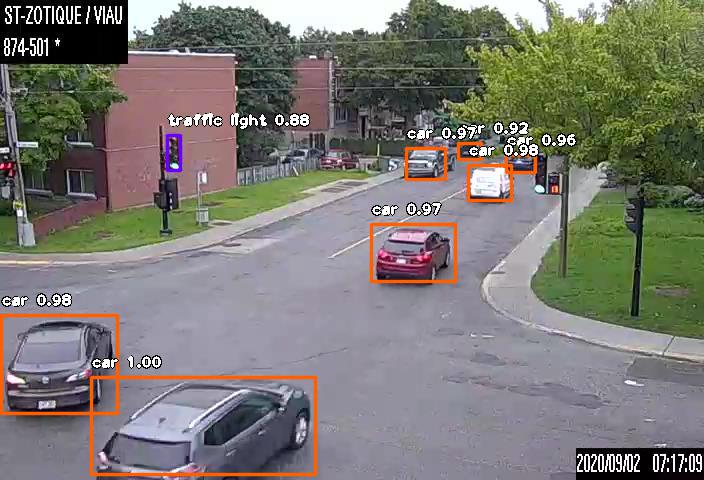 ST-ZOTIQUE / VIAU
874-501 *
traffic light 0.88
car 0.97
car 0.92
car 0.96
car 0.98
car 0.97
car 0.98
car 1.00
2020/09/02 07:17:09